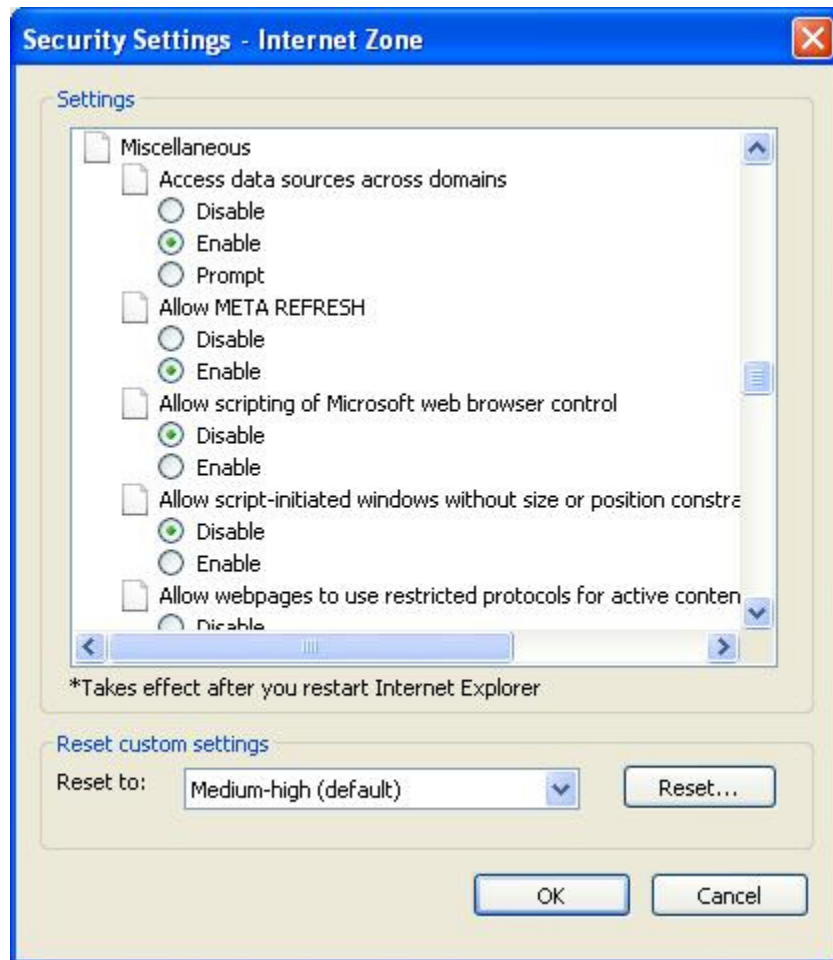 Security Settings - Internet Zone
Settings
Miscellaneous
Access data sources across domains
Disable
Enable
Prompt
Allow META REFRESH
Disable
Enable
Allow scripting of Microsoft web browser control
Disable
Enable
Allow script-initiated windows without size or position constra
Disable
Enable
Allow webpages to use restricted protocols for active conten
Disable
*Takes effect after you restart Internet Explorer
Reset custom settings
Reset to: Medium-high (default) Reset...
OK Cancel